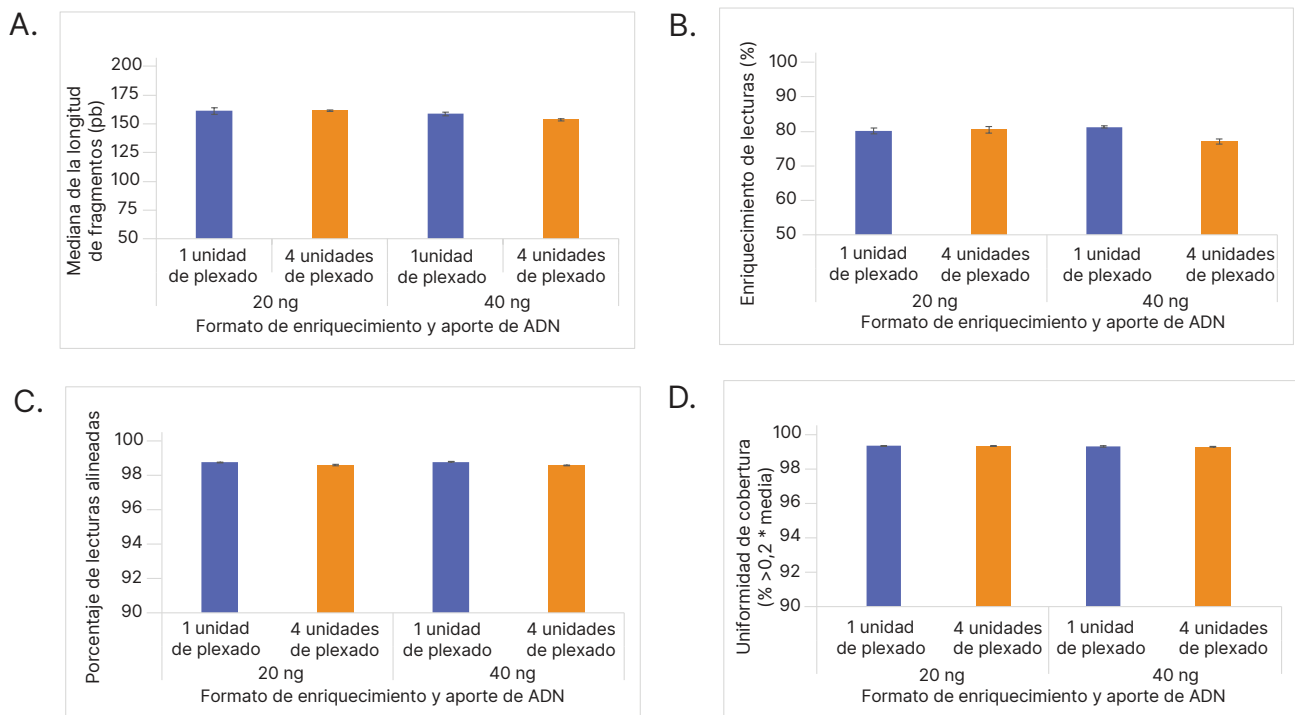 A.
Mediana de la longitud
de fragmentos (pb)
200
175
150
125
100
75
50
1 unidad
de plexado
4 unidades
de plexado
1unidad
de plexado
4 unidades
de plexado
20 ng
40 ng
Formato de enriquecimiento y aporte de ADN
B.
Enriquecimiento de lecturas (%)
100
90
80
70
60
50
1 unidad
de plexado
4 unidades
de plexado
1 unidad
de plexado
4 unidades
de plexado
20 ng
40 ng
Formato de enriquecimiento y aporte de ADN
C.
Porcentaje de lecturas alineadas
100
98
96
94
92
90
1 unidad
de plexado
4 unidades
de plexado
1 unidad
de plexado
4 unidades
de plexado
20 ng
40 ng
Formato de enriquecimiento y aporte de ADN
D.
Uniformidad de cobertura
(% >0,2 * media)
100
98
96
94
92
90
1 unidad
de plexado
4 unidades
de plexado
1 unidad
de plexado
4 unidades
de plexado
20 ng
40 ng
Formato de enriquecimiento y aporte de ADN